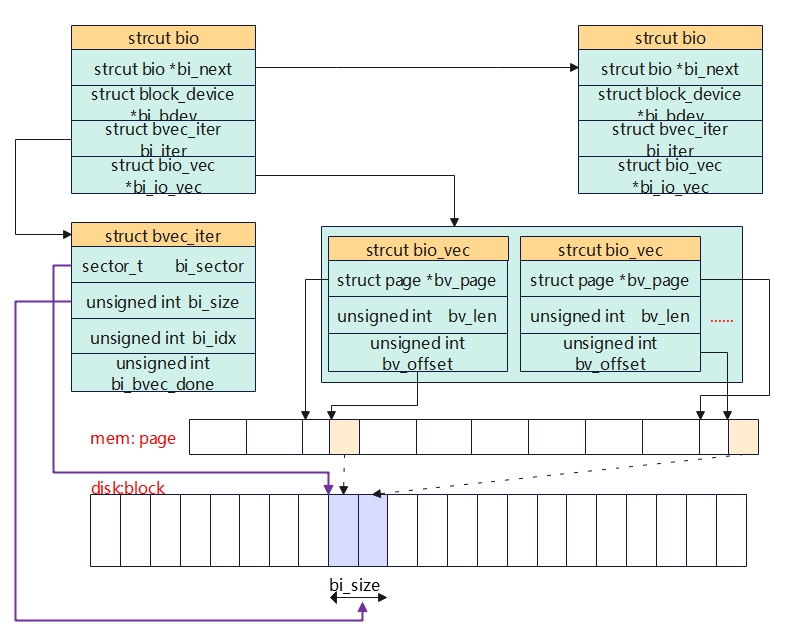 strcut bio
strcut bio *bi_next
struct block_device
*bi_bdev
struct bvec_iter
bi_iter
struct bio_vec
*bi_io_vec
strcut bio
strcut bio *bi_next
struct block_device
*bi_bdev
struct bvec_iter
bi_iter
struct bio_vec
*bi_io_vec
struct bvec_iter
sector_t bi_sector
unsigned int bi_size
unsigned int bi_idx
unsigned int
bi_bvec_done
strcut bio_vec
struct page *bv_page
unsigned int bv_len
unsigned int
bv_offset
strcut bio_vec
struct page *bv_page
unsigned int bv_len
unsigned int
bv_offset
......
mem: page
disk:block
bi_size